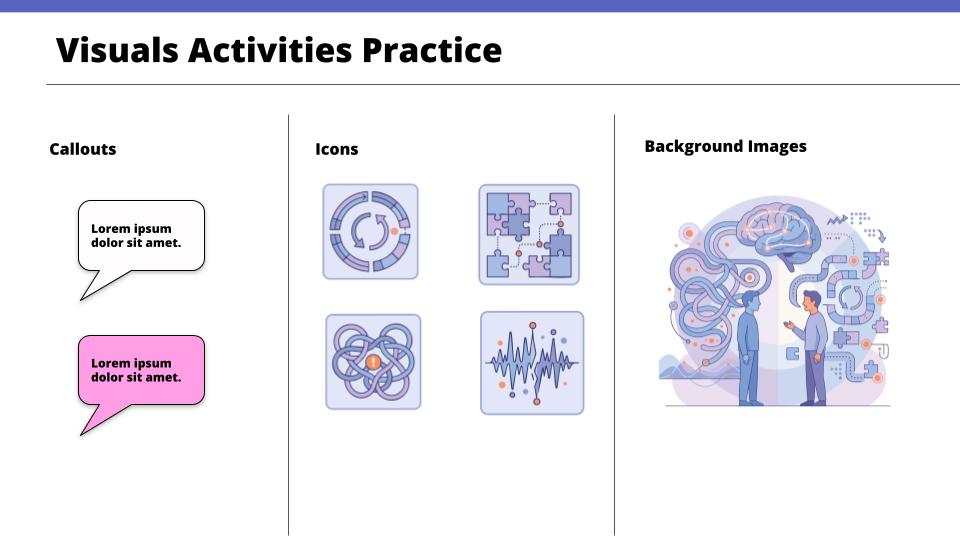 Visuals Activities Practice
Callouts
Lorem ipsum
dolor sit amet.
Lorem ipsum
dolor sit amet.
Icons
!
Background Images